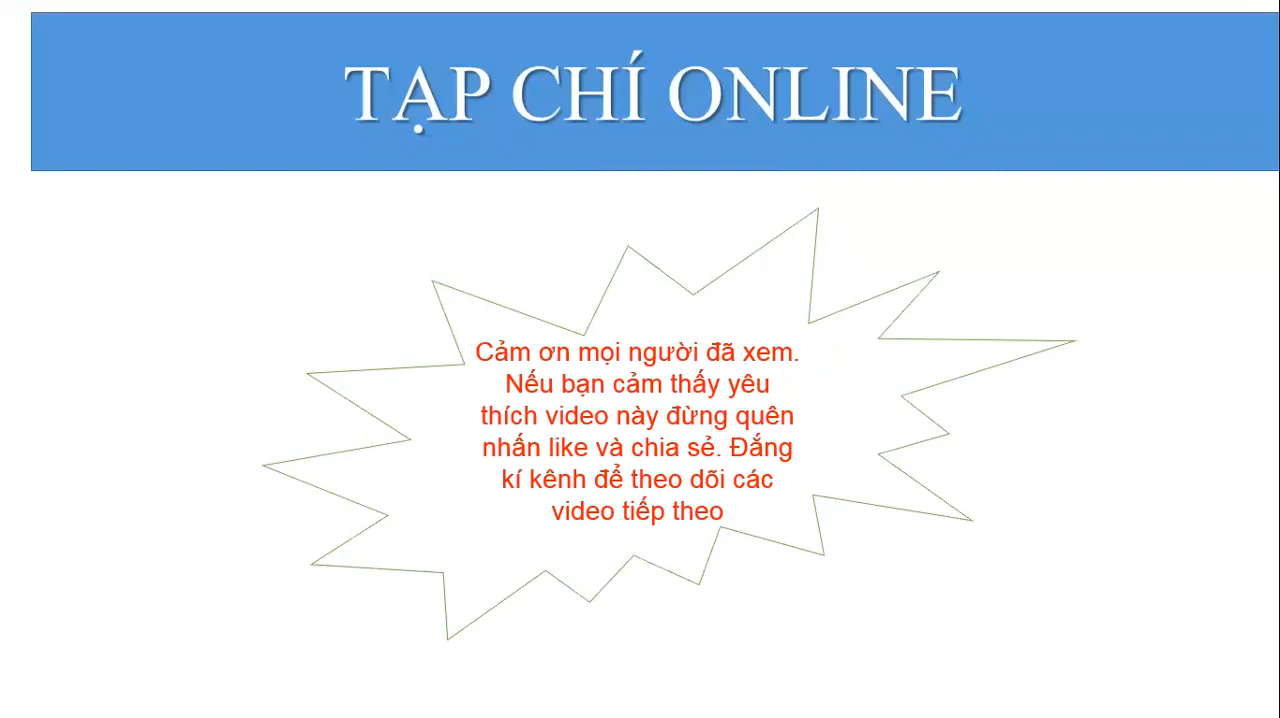 TẠP CHÍ ONLINE
Cảm ơn mọi người đã xem.
Nếu bạn cảm thấy yêu
thích video này đừng quên
nhấn like và chia sẻ. Đắng
kí kênh để theo dõi các
video tiếp theo